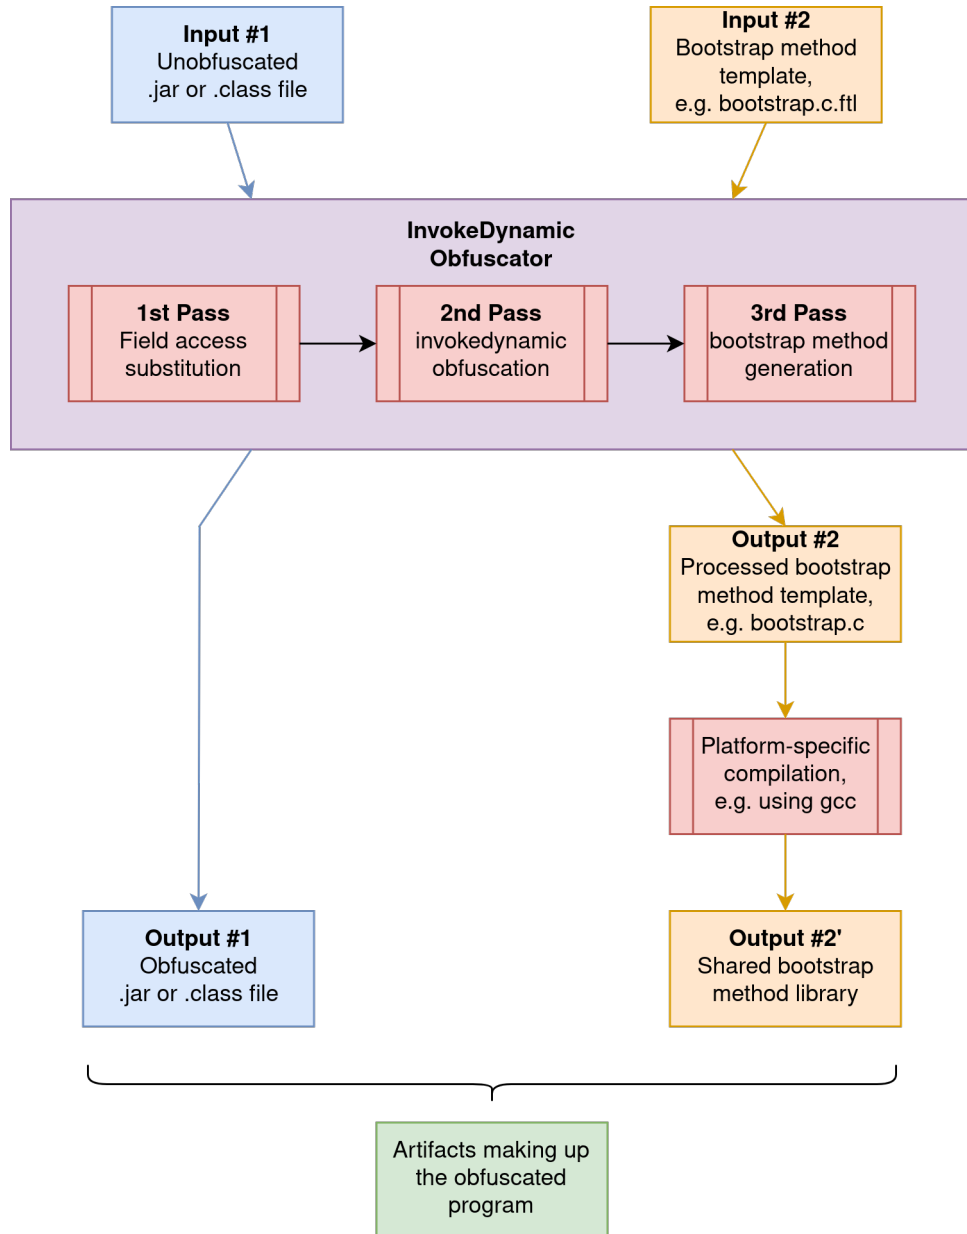 Input #1
Unobfuscated
.jar or .class file
Input #2
Bootstrap method
template,
e.g. bootstrap.c.ftl
InvokeDynamic
Obfuscator
1st Pass
Field access
substitution
2nd Pass
invokedynamic
obfuscation
3rd Pass
bootstrap method
generation
Output #2
Processed bootstrap
method template,
e.g. bootstrap.c
Platform-specific
compilation,
e.g. using gcc
Output #1
Obfuscated
.jar or .class file
Output #2'
Shared bootstrap
method library
Artifacts making up
the obfuscated
program